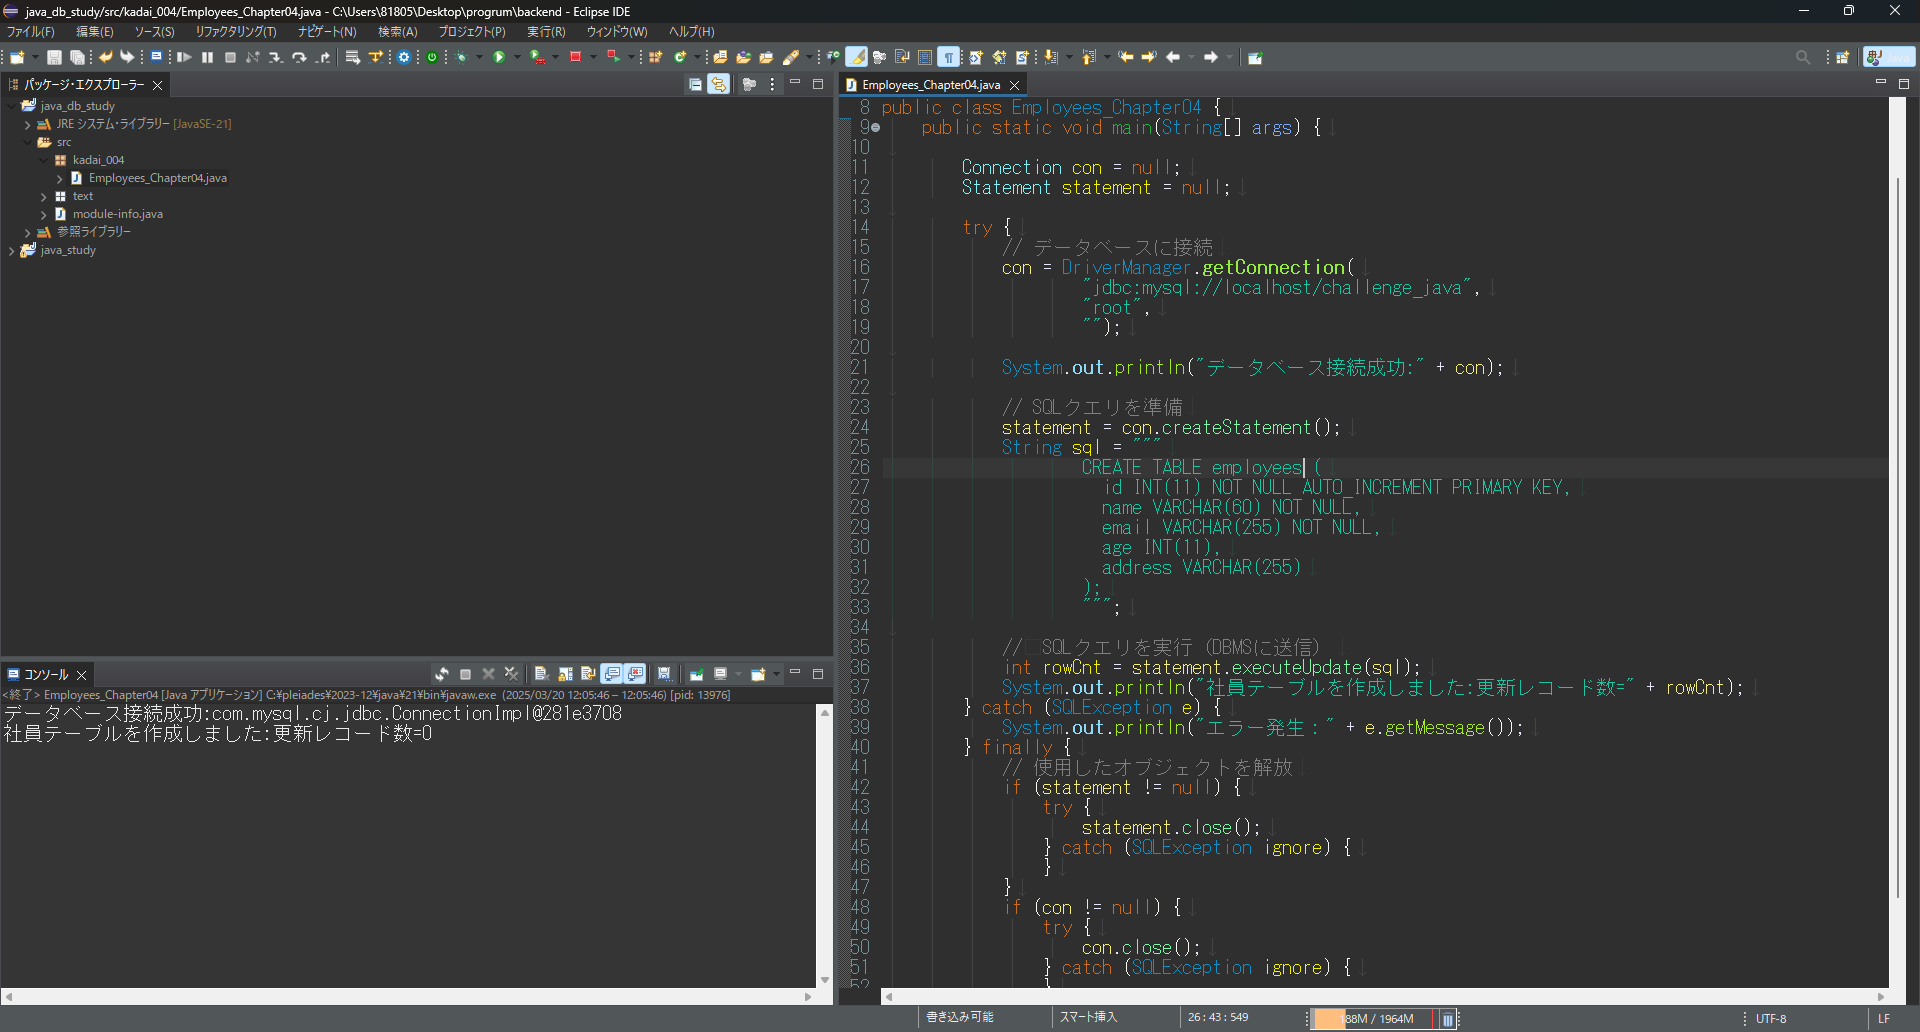 java_db_study/src/kadai_004/Employees_Chapter04.java - C:\Users\81805\Desktop\progrum\backend - Eclipse IDE
ファイル(F) 編集(E) ソース(S) リファクタリング(T) ナビゲート(N) 検索(A) プロジェクト(P) 実行(R) ウィンドウ(W) ヘルプ(H)
パッケージ・エクスプローラー
java_db_study
JRE システム・ライブラリー [JavaSE-21]
src
kadai_004
Employees_Chapter04.java
text
module-info.java
参照ライブラリー
java_study
コンソール
<終了> Employees_Chapter04 [Java アプリケーション] C:¥pleiades¥2023-12¥java¥21¥bin¥javaw.exe (2025/03/20 12:05:46 – 12:05:46) [pid: 13976]
データベース接続成功:com.mysql.cj.jdbc.ConnectionImpl@281e3708
社員テーブルを作成しました:更新レコード数=0
Employees_Chapter04.java
8 public class Employees_Chapter04 {
9 public static void main(String[] args) {
10
11 Connection con = null;
12 Statement statement = null;
13
14 try {
15 // データベースに接続
16 con = DriverManager.getConnection(
17 "jdbc:mysql://localhost/challenge_java",
18 "root",
19 "");
20
21 System.out.println("データベース接続成功:" + con);
22
23 // SQLクエリを準備
24 statement = con.createStatement();
25 String sql = """
26 CREATE TABLE employees (
27 id INT(11) NOT NULL AUTO_INCREMENT PRIMARY KEY,
28 name VARCHAR(60) NOT NULL,
29 email VARCHAR(255) NOT NULL,
30 age INT(11),
31 address VARCHAR(255)
32 );
33 """;
34
35 //　SQLクエリを実行（DBMSに送信）
36 int rowCnt = statement.executeUpdate(sql);
37 System.out.println("社員テーブルを作成しました:更新レコード数=" + rowCnt);
38 } catch (SQLException e) {
39 System.out.println("エラー発生：" + e.getMessage());
40 } finally {
41 // 使用したオブジェクトを解放
42 if (statement != null) {
43 try {
44 statement.close();
45 } catch (SQLException ignore) {
46 }
47 }
48 if (con != null) {
49 try {
50 con.close();
51 } catch (SQLException ignore) {
52 }
書き込み可能 スマート挿入 26 : 43 : 549 188M / 1964M UTF-8 LF